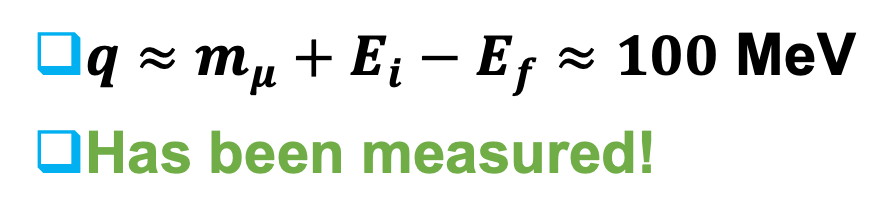 ❑q ≈ m_μ + E_i − E_f ≈ 100 MeV
❑Has been measured!